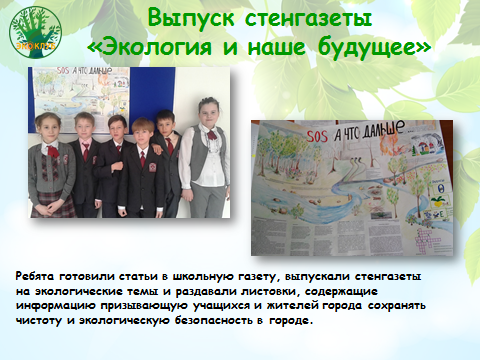 ЭКОКЛУБ
Выпуск стенгазеты
«Экология и наше будущее»
SOS А ЧТО ДАЛЬШЕ
SOS А ЧТО ДАЛЬШЕ
Ребята готовили статьи в школьную газету, выпускали стенгазеты
на экологические темы и раздавали листовки, содержащие
информацию призывающую учащихся и жителей города сохранять
чистоту и экологическую безопасность в городе.